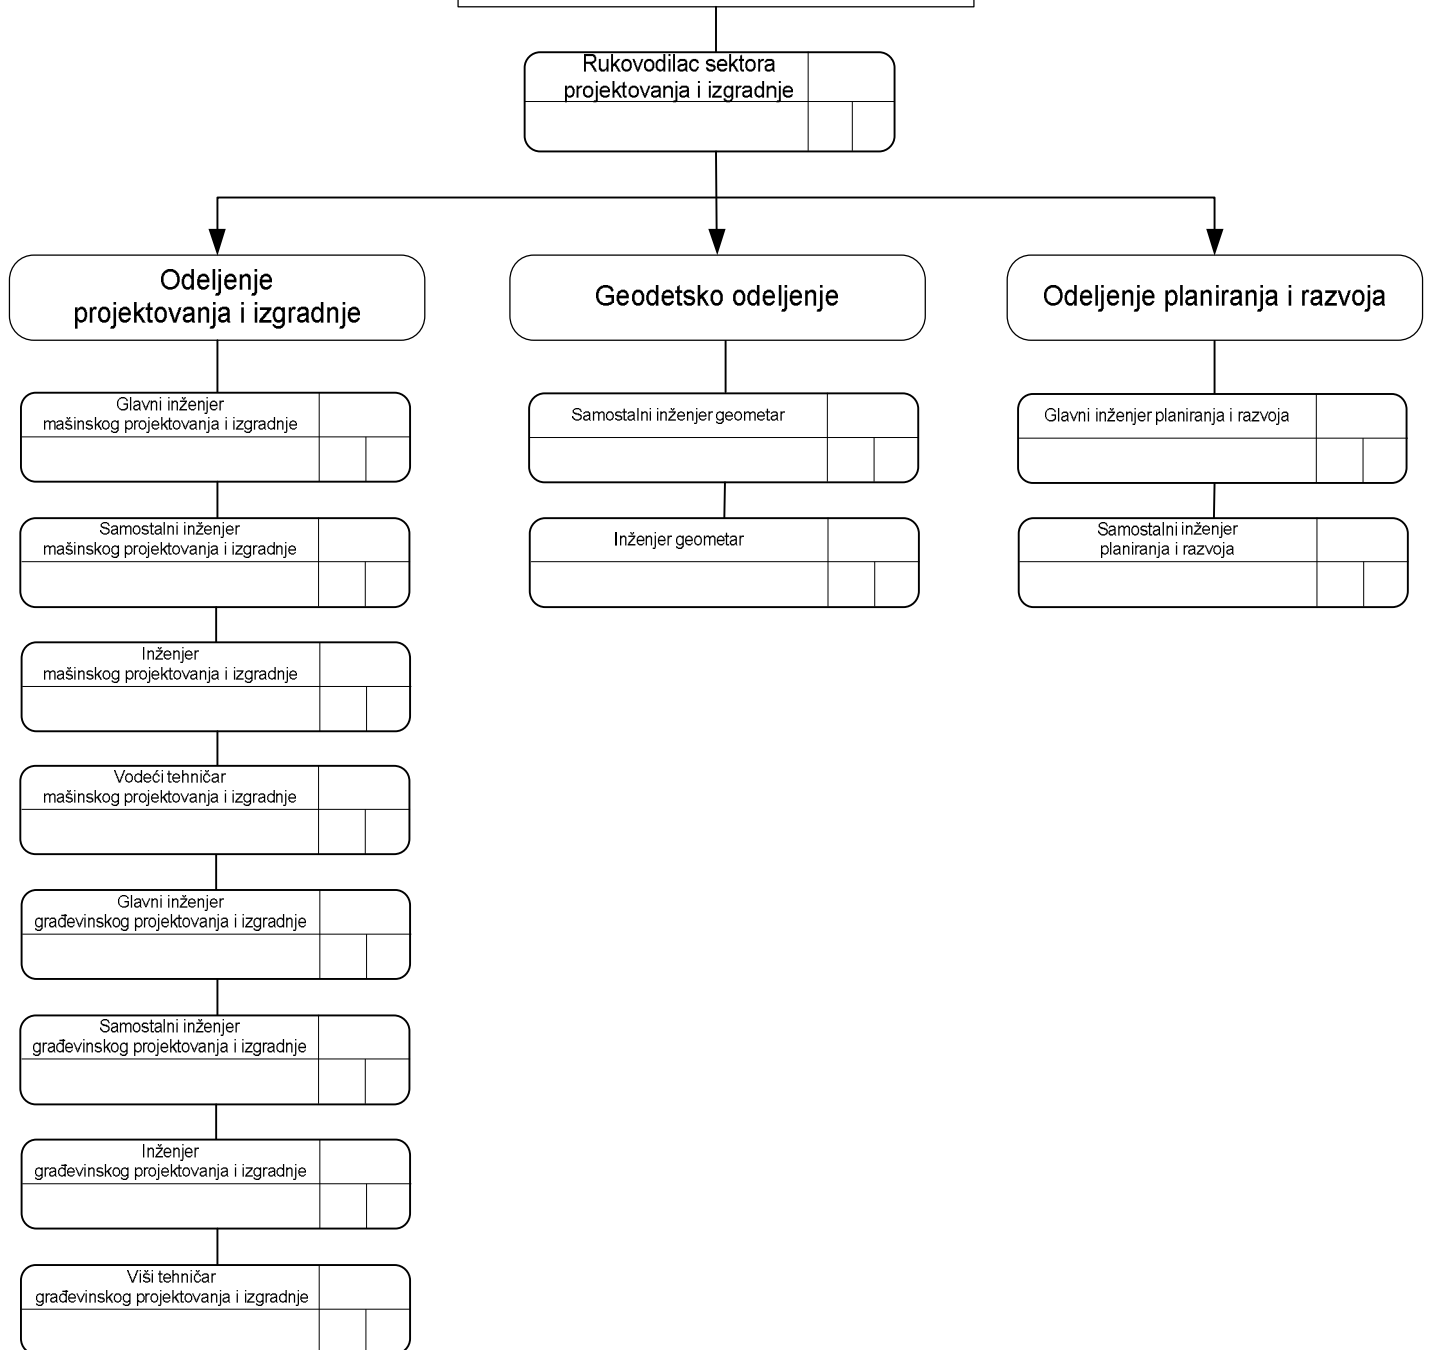 Rukovodilac sektora
projektovanja i izgradnje
Odeljenje
projektovanja i izgradnje
Geodetsko odeljenje
Odeljenje planiranja i razvoja
Glavni inženjer
mašinskog projektovanja i izgradnje
Samostalni inženjer
mašinskog projektovanja i izgradnje
Inženjer
mašinskog projektovanja i izgradnje
Vodeći tehničar
mašinskog projektovanja i izgradnje
Glavni inženjer
građevinskog projektovanja i izgradnje
Samostalni inženjer
građevinskog projektovanja i izgradnje
Inženjer
građevinskog projektovanja i izgradnje
Viši tehničar
građevinskog projektovanja i izgradnje
Samostalni inženjer geometar
Inženjer geometar
Glavni inženjer planiranja i razvoja
Samostalni inženjer
planiranja i razvoja